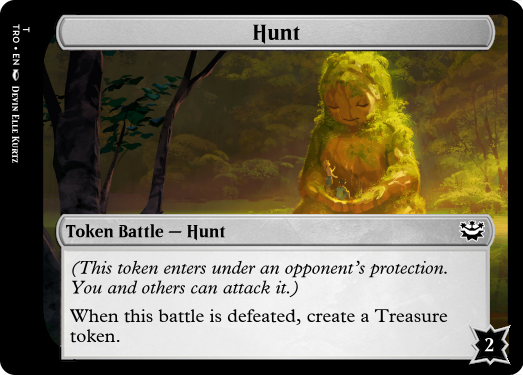 Hunt
Token Battle — Hunt
(This token enters under an opponent's protection.
You and others can attack it.)
When this battle is defeated, create a Treasure
token.
2
T
TRO • EN DEVIN ELLE KURTZ